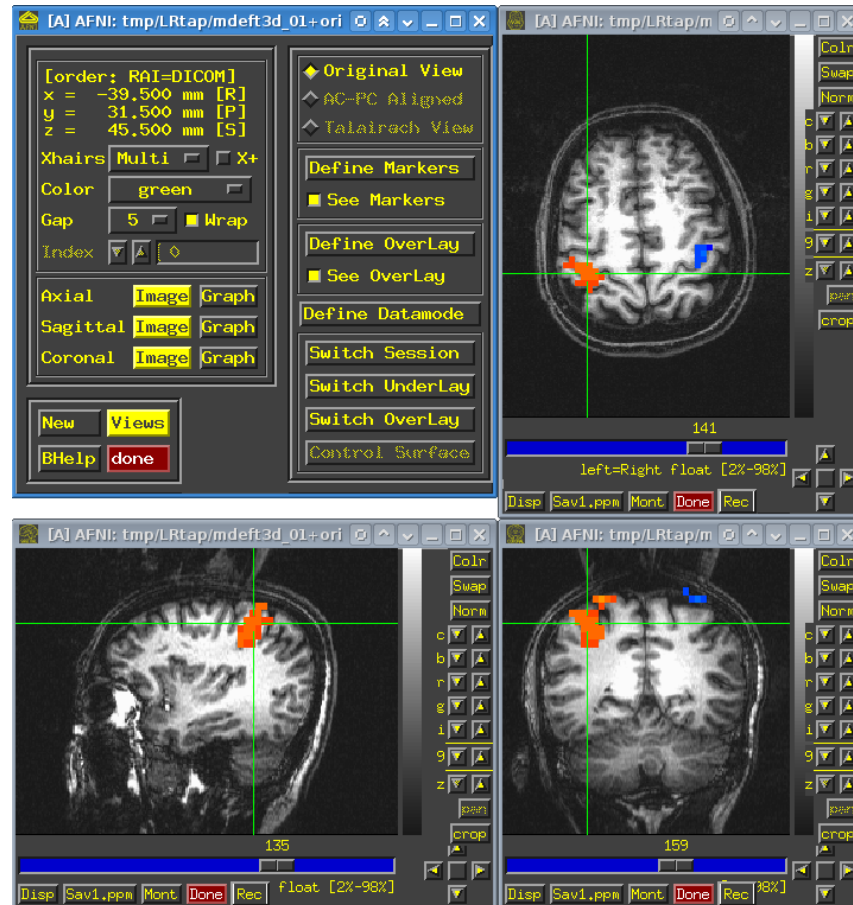 [A] AFNI: tmp/LRtap/mdeft3d_01+ori
[order: RAI=DICOM]
x = -39.500 mm [R]
y = 31.500 mm [P]
z = 45.500 mm [S]
Xhairs Multi X+
Color green
Gap 5 Wrap
Index 0
Axial Image Graph
Sagittal Image Graph
Coronal Image Graph
New Views
BHelp done
Original View
AC-PC Aligned
Talairach View
Define Markers
See Markers
Define OverLay
See OverLay
Define Datamode
Switch Session
Switch UnderLay
Switch OverLay
Control Surface
[A] AFNI: tmp/LRtap/m
Colr
Swap
Norm
c
b
r
g
i
9
z
pan
crop
141
left=Right float [2%-98%]
Disp Sav1.ppm Mont Done Rec
[A] AFNI: tmp/LRtap/mdeft3d_01+ori
Colr
Swap
Norm
c
b
r
g
i
9
z
pan
crop
135
float [2%-98%]
Disp Sav1.ppm Mont Done Rec
[A] AFNI: tmp/LRtap/m
Colr
Swap
Norm
c
b
r
g
i
9
z
pan
crop
159
98%]
Disp Sav1.ppm Mont Done Rec